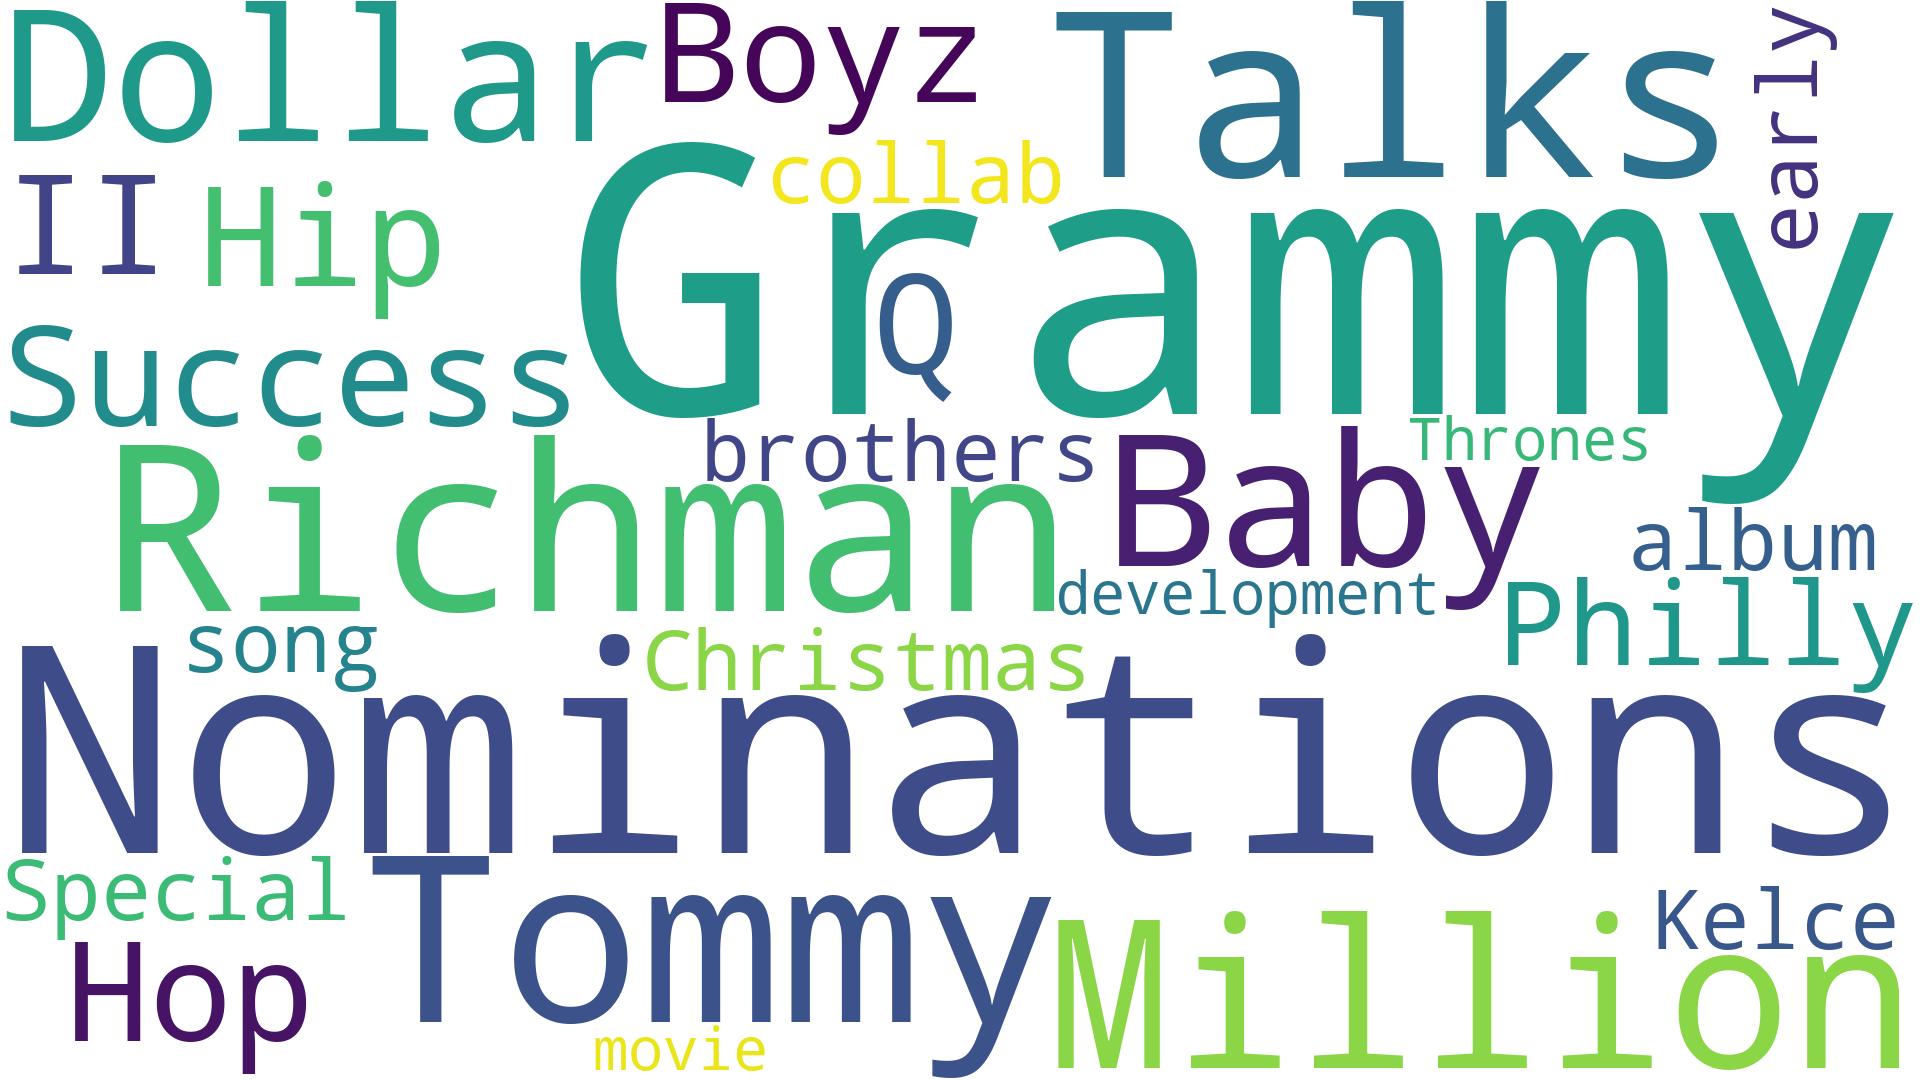 Dollar
Boyz
Talks
early
collab
II
Hip
Grammy
Q
Success
brothers
Thrones
Richman
Baby
album
development
Philly
song
Christmas
Nominations
Special
Tommy
Kelce
Million
Hop
movie